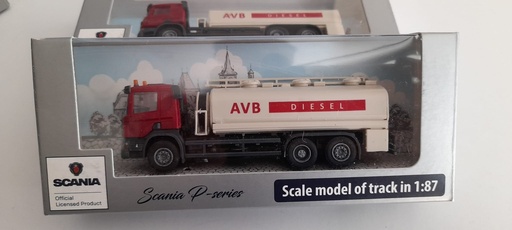 AVB DIESEL
AVB DIESEL
SCANIA
Official
Licensed Product
Scania P-series
Scale model of track in 1:87